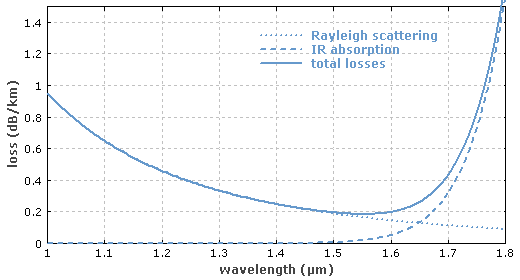 1.4
1.2
1
0.8
0.6
0.4
0.2
0
loss (dB/km)
Rayleigh scattering
IR absorption
total losses
1 1.1 1.2 1.3 1.4 1.5 1.6 1.7 1.8
wavelength (μm)